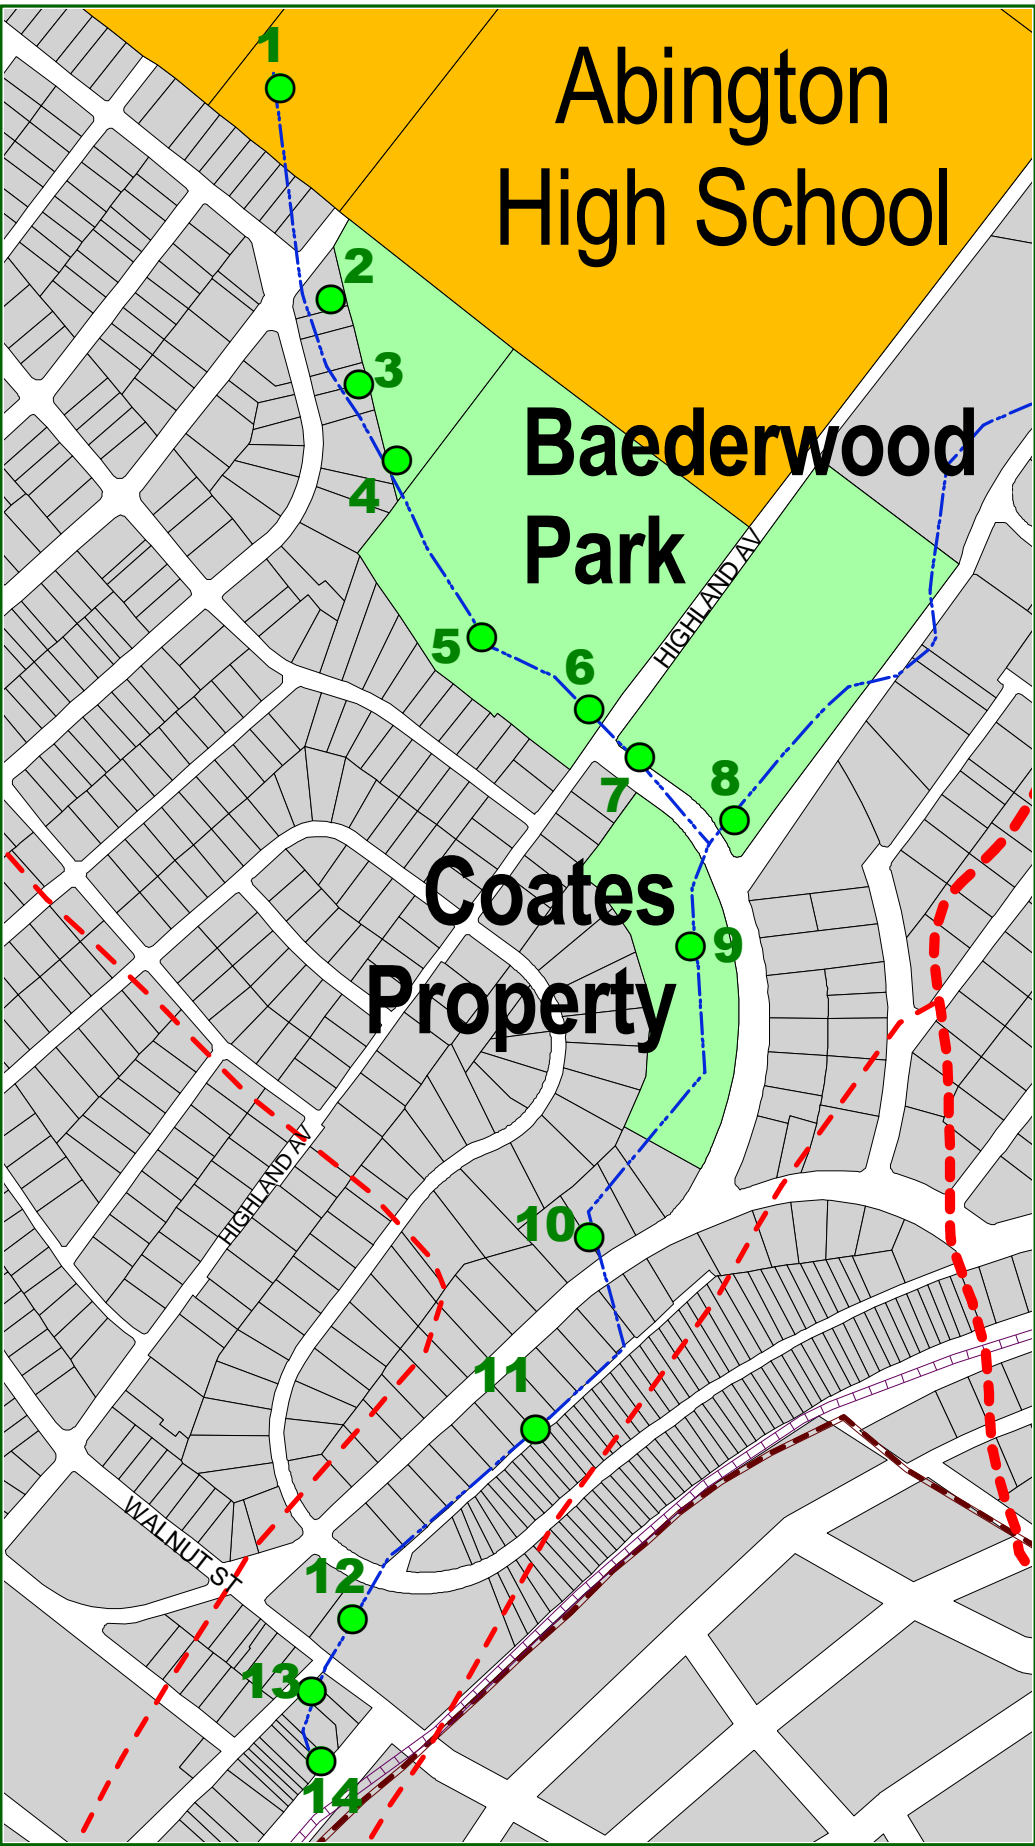 1
Abington
High School
2
3
Baederwood
4
Park
HIGHLAND AV
5
6
7
8
Coates
9
Property
HIGHLAND AV
10
11
WALNUT ST
12
13
14